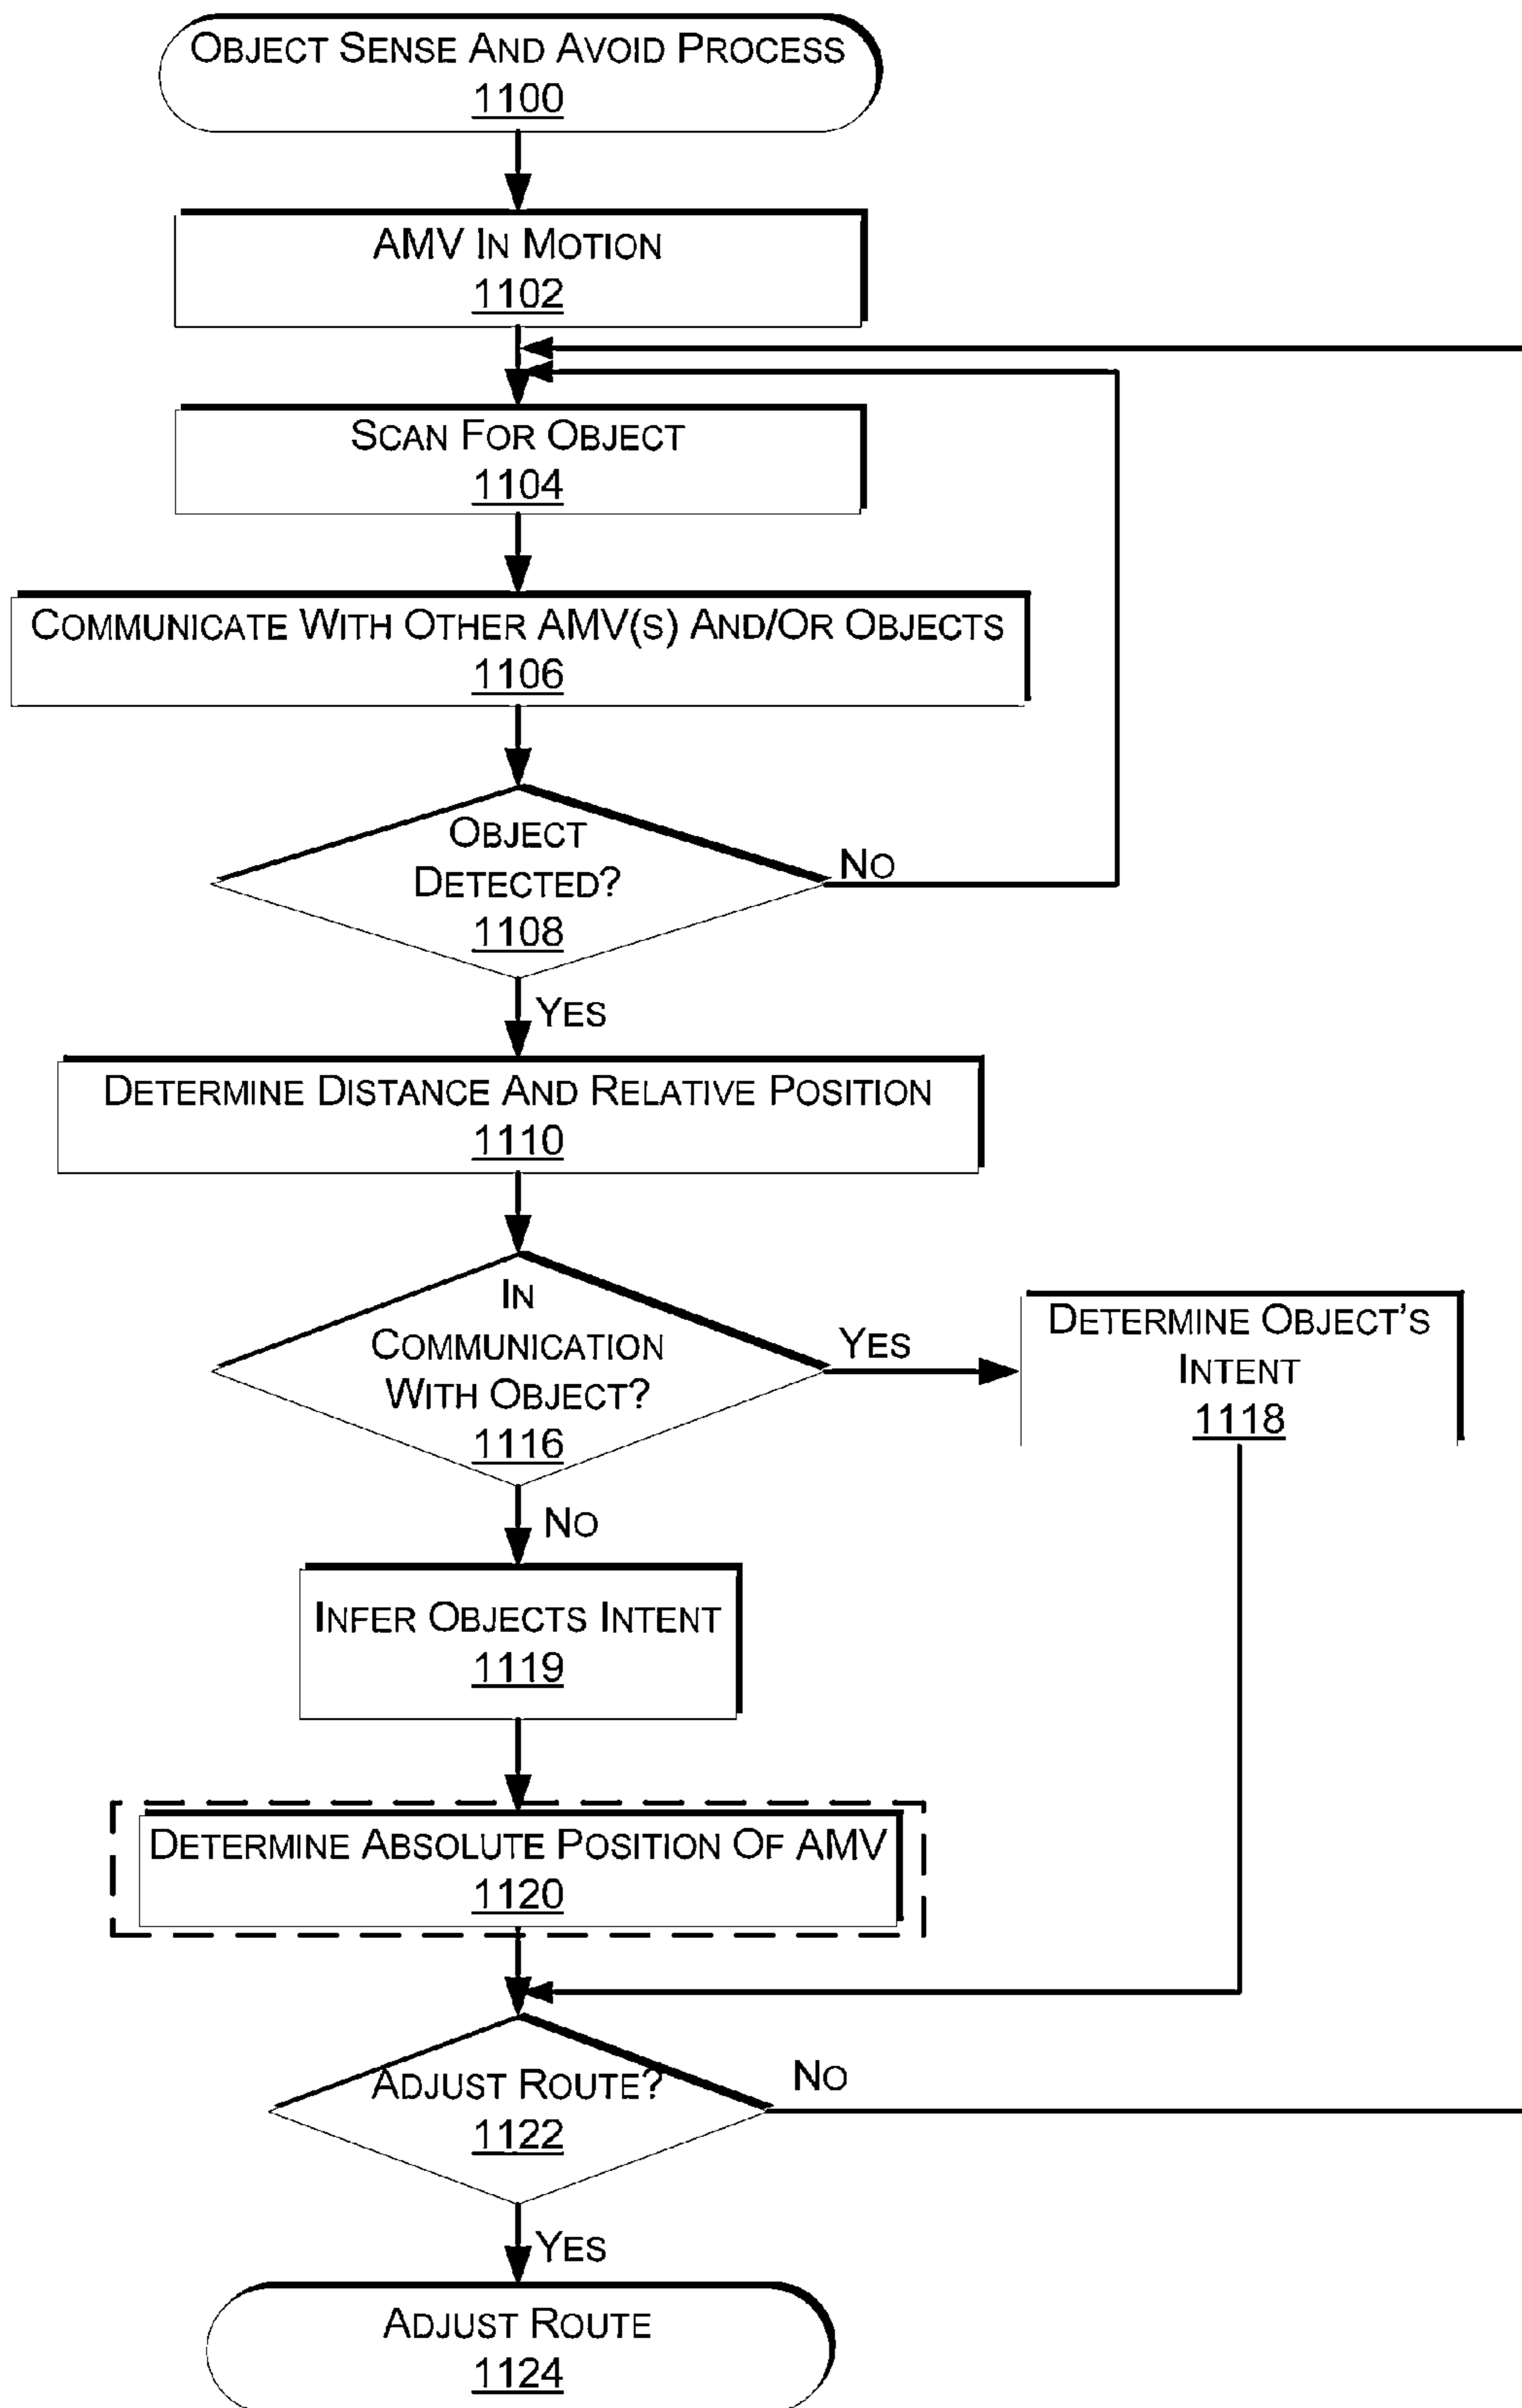 OBJECT SENSE AND AVOID PROCESS
1100
AMV IN MOTION
1102
SCAN FOR OBJECT
1104
COMMUNICATE WITH OTHER AMV(S) AND/OR OBJECTS
1106
OBJECT
DETECTED?
1108
NO
YES
DETERMINE DISTANCE AND RELATIVE POSITION
1110
IN
COMMUNICATION
WITH OBJECT?
1116
YES
DETERMINE OBJECT'S
INTENT
1118
NO
INFER OBJECTS INTENT
1119
DETERMINE ABSOLUTE POSITION OF AMV
1120
ADJUST ROUTE?
1122
NO
YES
ADJUST ROUTE
1124